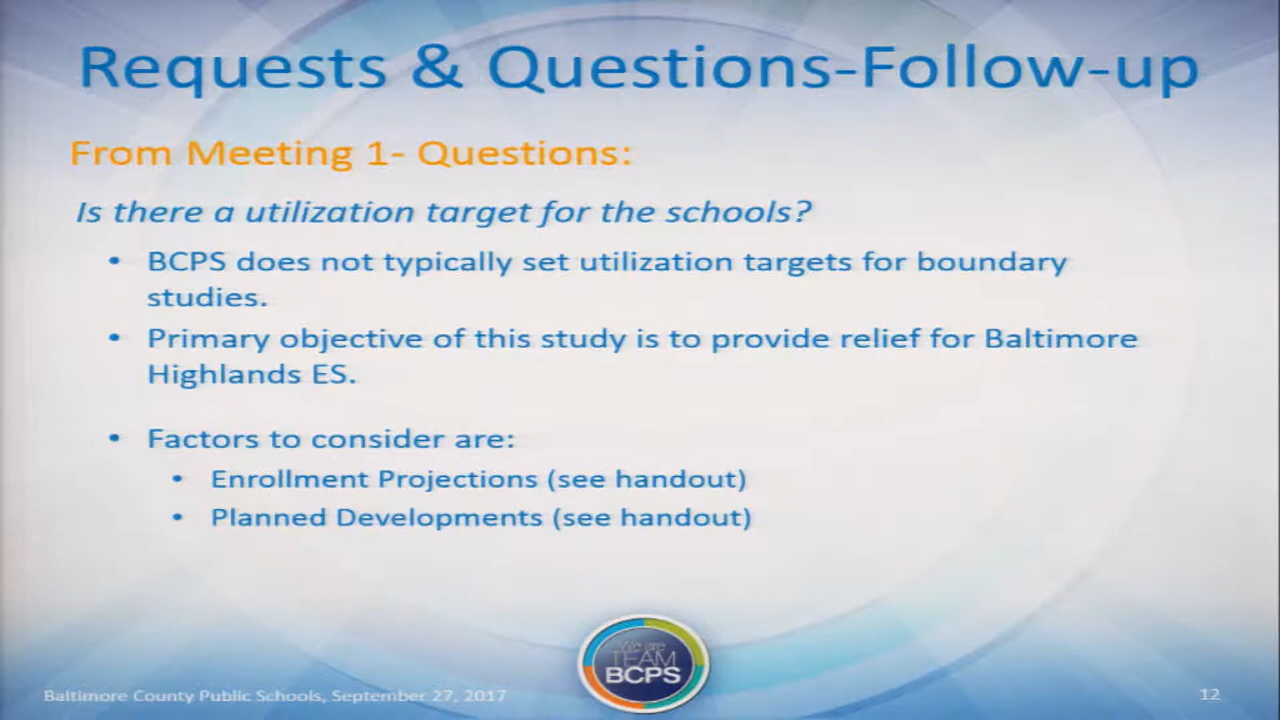 Requests & Questions-Follow-up
From Meeting 1- Questions:
Is there a utilization target for the schools?
• BCPS does not typically set utilization targets for boundary
studies.
• Primary objective of this study is to provide relief for Baltimore
Highlands ES.
• Factors to consider are:
• Enrollment Projections (see handout)
• Planned Developments (see handout)
We are
TEAM
BCPS
Baltimore County Public Schools, September 27, 2017
12